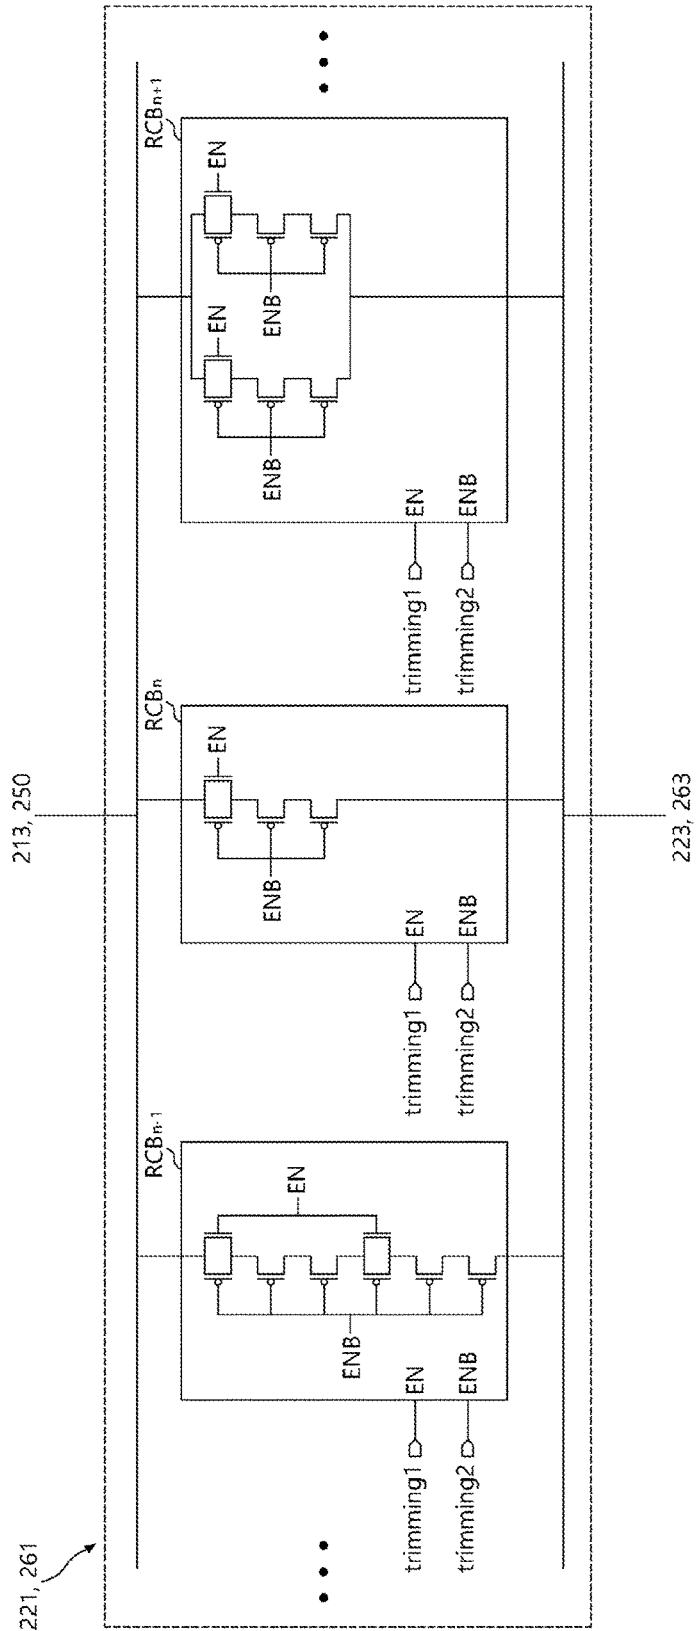 221, 261
213, 250
RCBn-1
EN
ENB
trimming1 EN
trimming2 ENB
RCBn
EN
ENB
trimming1 EN
trimming2 ENB
RCBn+1
EN
EN
ENB
ENB
trimming1 EN
trimming2 ENB
223, 263